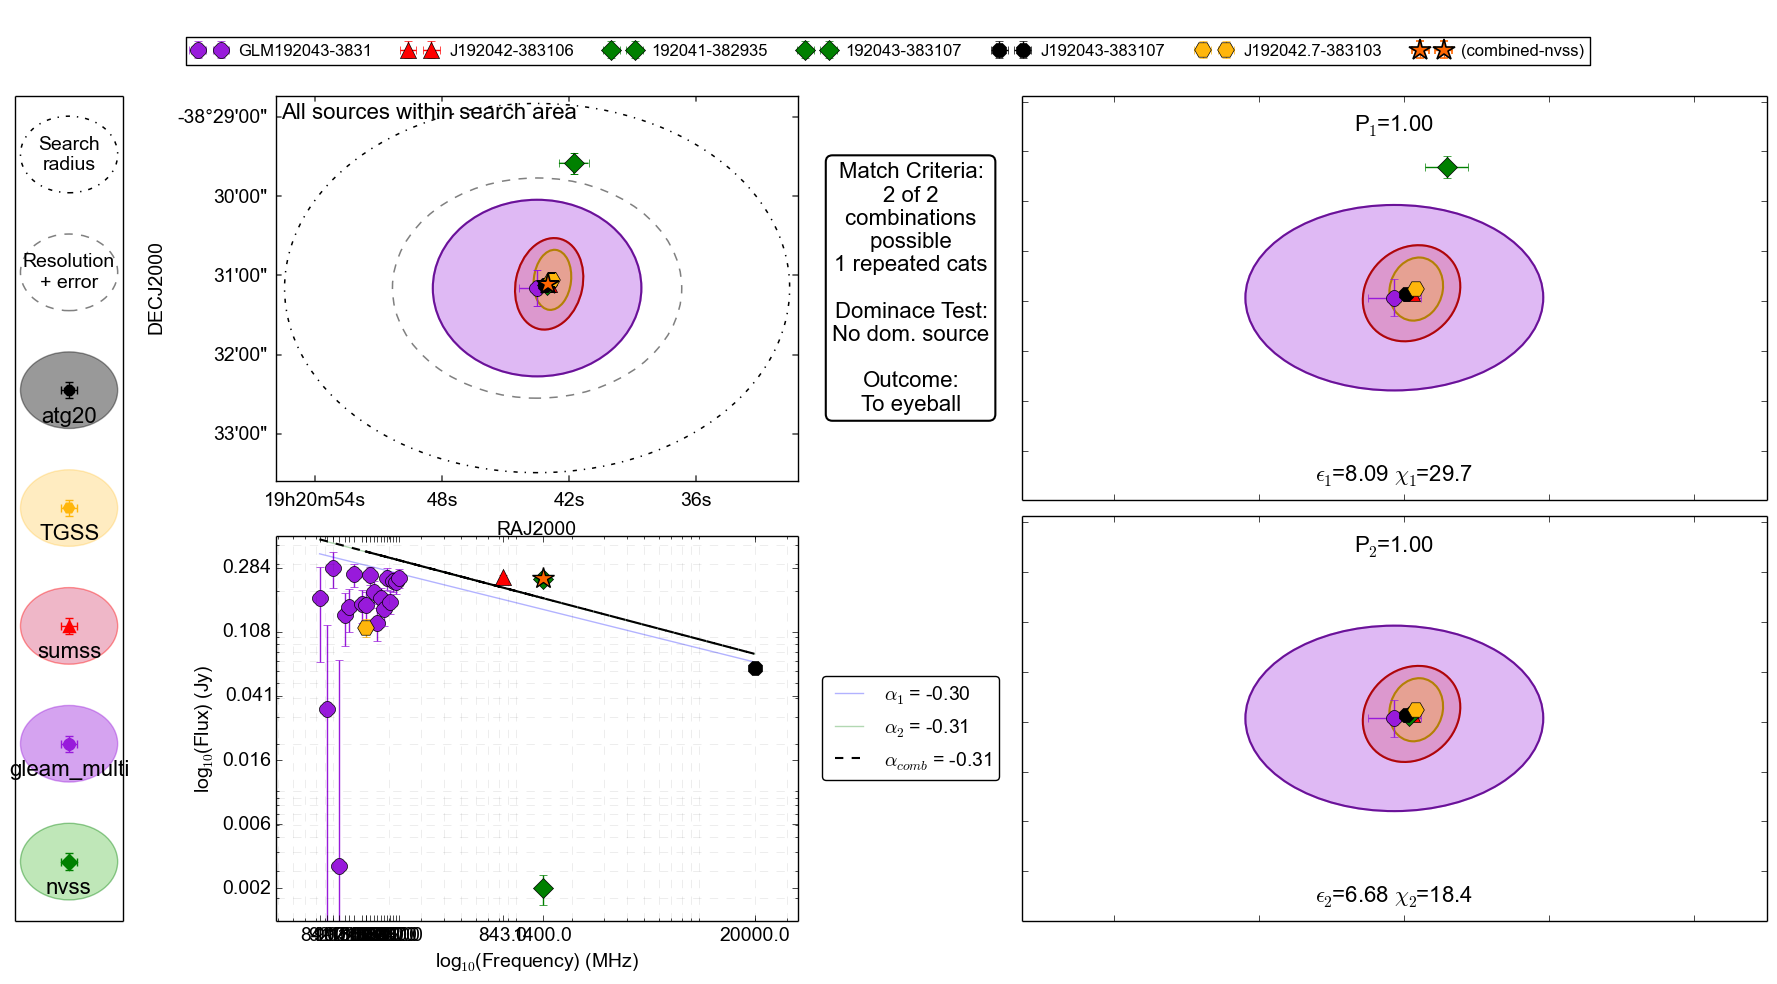 GLM192043-3831
J192042-383106
192041-382935
192043-383107
J192043-383107
J192042.7-383103
(combined-nvss)
Search
radius
Resolution
+ error
atg20
TGSS
sumss
gleam_multi
nvss
All sources within search area
DECJ2000
-38°29'00"
30'00"
31'00"
32'00"
33'00"
19h20m54s
48s
42s
36s
RAJ2000
Match Criteria:
2 of 2
combinations
possible
1 repeated cats
Dominace Test:
No dom. source
Outcome:
To eyeball
P1=1.00
ϵ1=8.09 χ1=29.7
log10(Flux) (Jy)
0.284
0.108
0.041
0.016
0.006
0.002
843.0
1400.0
20000.0
log10(Frequency) (MHz)
α1 = -0.30
α2 = -0.31
αcomb = -0.31
P2=1.00
ϵ2=6.68 χ2=18.4